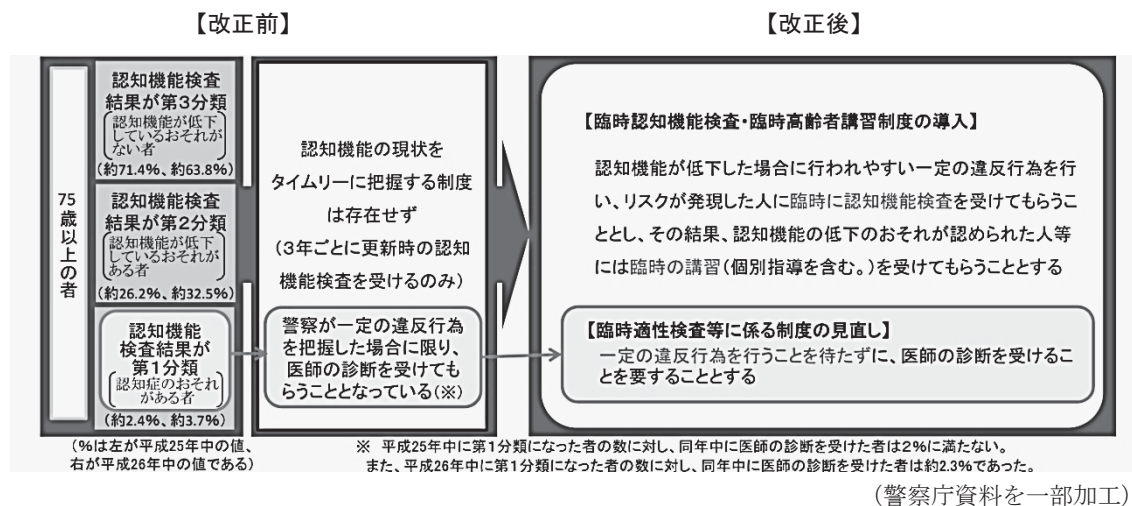 【改正前】
【改正後】
75歳以上の者
認知機能検査
結果が第3分類
認知機能が低下
しているおそれが
ない者
(約71.4%、約63.8%)
認知機能検査
結果が第2分類
認知機能が低下
しているおそれが
ある者
(約26.2%、約32.5%)
認知機能
検査結果が
第1分類
認知症のおそれ
がある者
(約2.4%、約3.7%)
認知機能の現状を
タイムリーに把握する制度
は存在せず
(3年ごとに更新時の認知
機能検査を受けるのみ)
警察が一定の違反行為
を把握した場合に限り、
医師の診断を受けても
らうこととなっている(※)
【臨時認知機能検査・臨時高齢者講習制度の導入】
認知機能が低下した場合に行われやすい一定の違反行為を行
い、リスクが発現した人に臨時に認知機能検査を受けてもらうこ
ととし、その結果、認知機能の低下のおそれが認められた人等
には臨時の講習(個別指導を含む。)を受けてもらうこととする
【臨時適性検査等に係る制度の見直し】
一定の違反行為を行うことを待たずに、医師の診断を受けるこ
とを要することとする
(%は左が平成25年中の値、
右が平成26年中の値である)
※ 平成25年中に第1分類になった者の数に対し、同年中に医師の診断を受けた者は2%に満たない。
また、平成26年中に第1分類になった者の数に対し、同年中に医師の診断を受けた者は約2.3%であった。
(警察庁資料を一部加工)